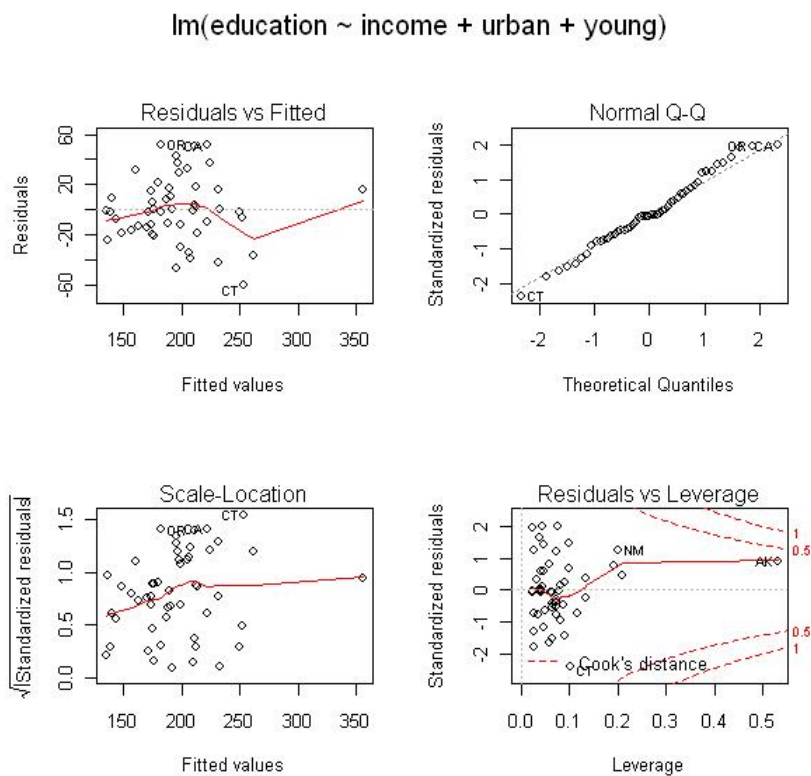 lm(education ~ income + urban + young)
Residuals vs Fitted
Residuals
-60
-20
20
60
OR
CA
CT
150
200
250
300
350
Fitted values
Normal Q-Q
Standardized residuals
-2
-1
0
1
2
OR
CA
CT
-2
-1
0
1
2
Theoretical Quantiles
Scale-Location
√|Standardized residuals|
0.0
0.5
1.0
1.5
CT
OR
CA
150
200
250
300
350
Fitted values
Residuals vs Leverage
Standardized residuals
-2
-1
0
1
2
NM
AK
CT
Cook's distance
1
0.5
0.5
1
0.0
0.1
0.2
0.3
0.4
0.5
Leverage